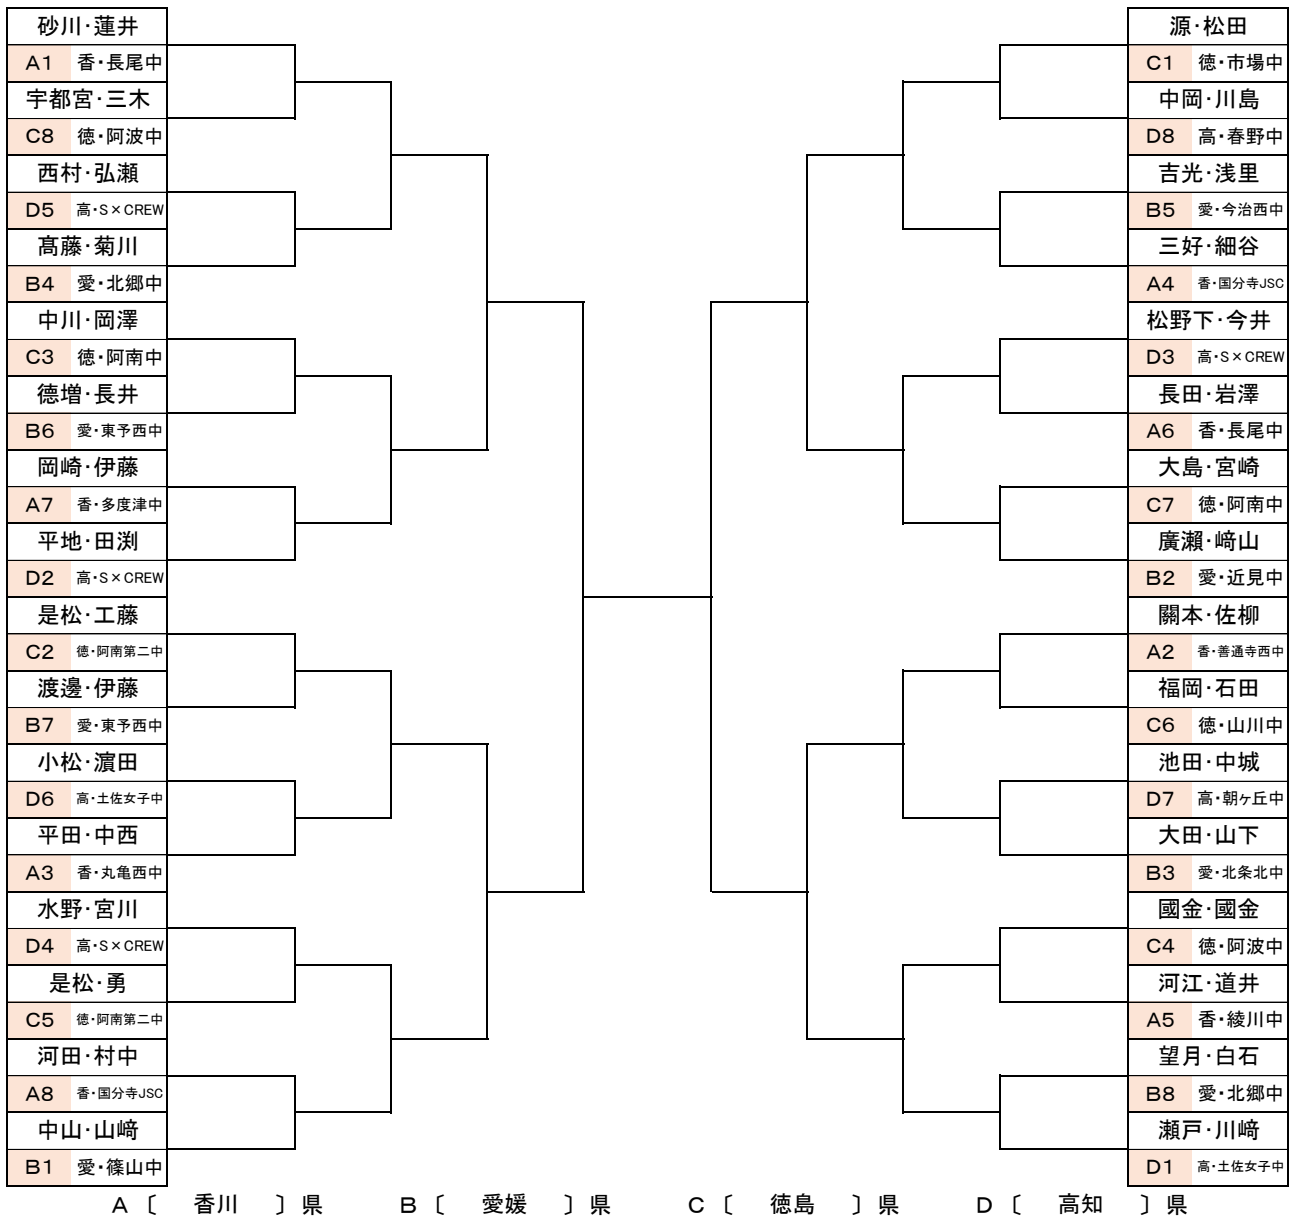 砂川・蓮井
A1 香・長尾中
宇都宮・三木
C8 徳・阿波中
西村・弘瀬
D5 高・S×CREW
髙藤・菊川
B4 愛・北郷中
中川・岡澤
C3 徳・阿南中
德増・長井
B6 愛・東予西中
岡崎・伊藤
A7 香・多度津中
平地・田渕
D2 高・S×CREW
是松・工藤
C2 徳・阿南第二中
渡邊・伊藤
B7 愛・東予西中
小松・濵田
D6 高・土佐女子中
平田・中西
A3 香・丸亀西中
水野・宮川
D4 高・S×CREW
是松・勇
C5 徳・阿南第二中
河田・村中
A8 香・国分寺JSC
中山・山﨑
B1 愛・篠山中
源・松田
C1 徳・市場中
中岡・川島
D8 高・春野中
吉光・浅里
B5 愛・今治西中
三好・細谷
A4 香・国分寺JSC
松野下・今井
D3 高・S×CREW
長田・岩澤
A6 香・長尾中
大島・宮崎
C7 徳・阿南中
廣瀨・﨑山
B2 愛・近見中
關本・佐柳
A2 香・善通寺西中
福岡・石田
C6 徳・山川中
池田・中城
D7 高・朝ヶ丘中
大田・山下
B3 愛・北条北中
國金・國金
C4 徳・阿波中
河江・道井
A5 香・綾川中
望月・白石
B8 愛・北郷中
瀬戸・川﨑
D1 高・土佐女子中
A 〔 香川 〕県 B 〔 愛媛 〕県 C 〔 徳島 〕県 D 〔 高知 〕県